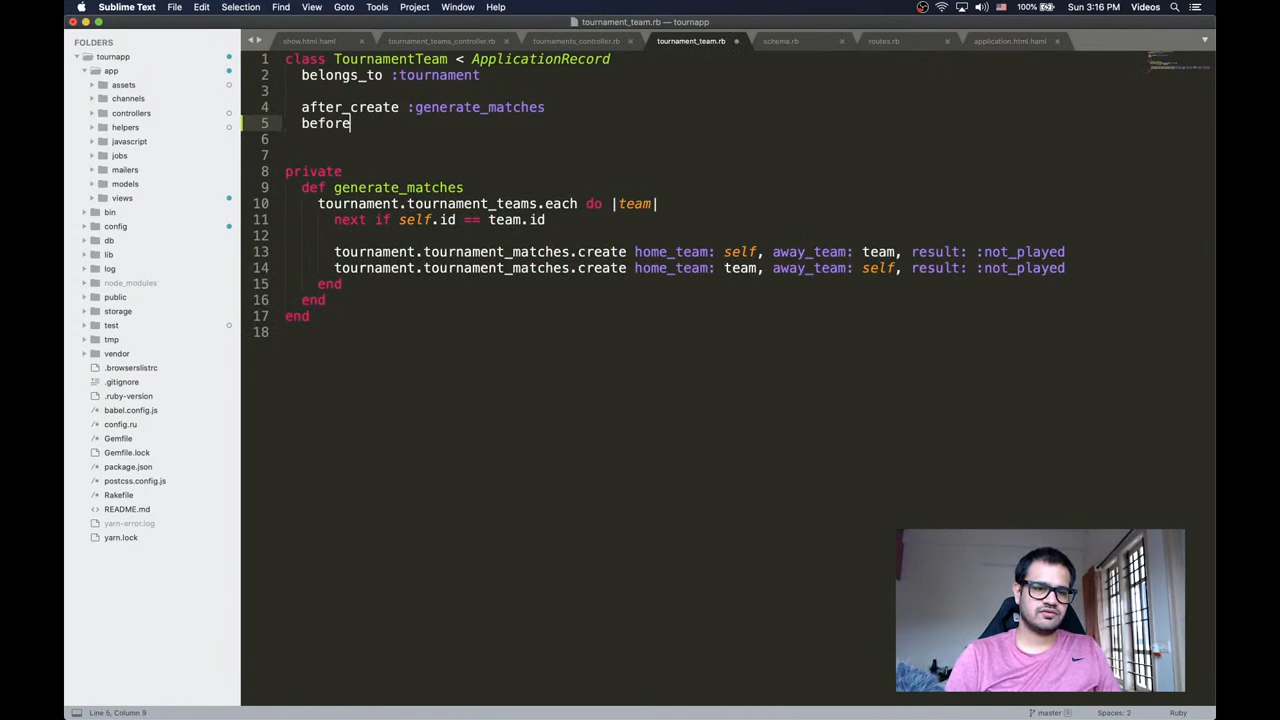 Sublime Text File Edit Selection Find View Goto Tools Project Window Help 100% Sun 3:16 PM Videos
tournament_team.rb — tournapp
FOLDERS
tournapp
app
assets
channels
controllers
helpers
javascript
jobs
mailers
models
views
bin
config
db
lib
log
node_modules
public
storage
test
tmp
vendor
.browserslistrc
.gitignore
.ruby-version
babel.config.js
config.ru
Gemfile
Gemfile.lock
package.json
postcss.config.js
Rakefile
README.md
yarn-error.log
yarn.lock
show.html.haml tournament_teams_controller.rb tournaments_controller.rb tournament_team.rb schema.rb routes.rb application.html.haml
1 class TournamentTeam < ApplicationRecord
2 belongs_to :tournament
3
4 after_create :generate_matches
5 before
6
7
8 private
9 def generate_matches
10 tournament.tournament_teams.each do |team|
11 next if self.id == team.id
12
13 tournament.tournament_matches.create home_team: self, away_team: team, result: :not_played
14 tournament.tournament_matches.create home_team: team, away_team: self, result: :not_played
15 end
16 end
17 end
18
Line 5, Column 9 master Spaces: 2 Ruby